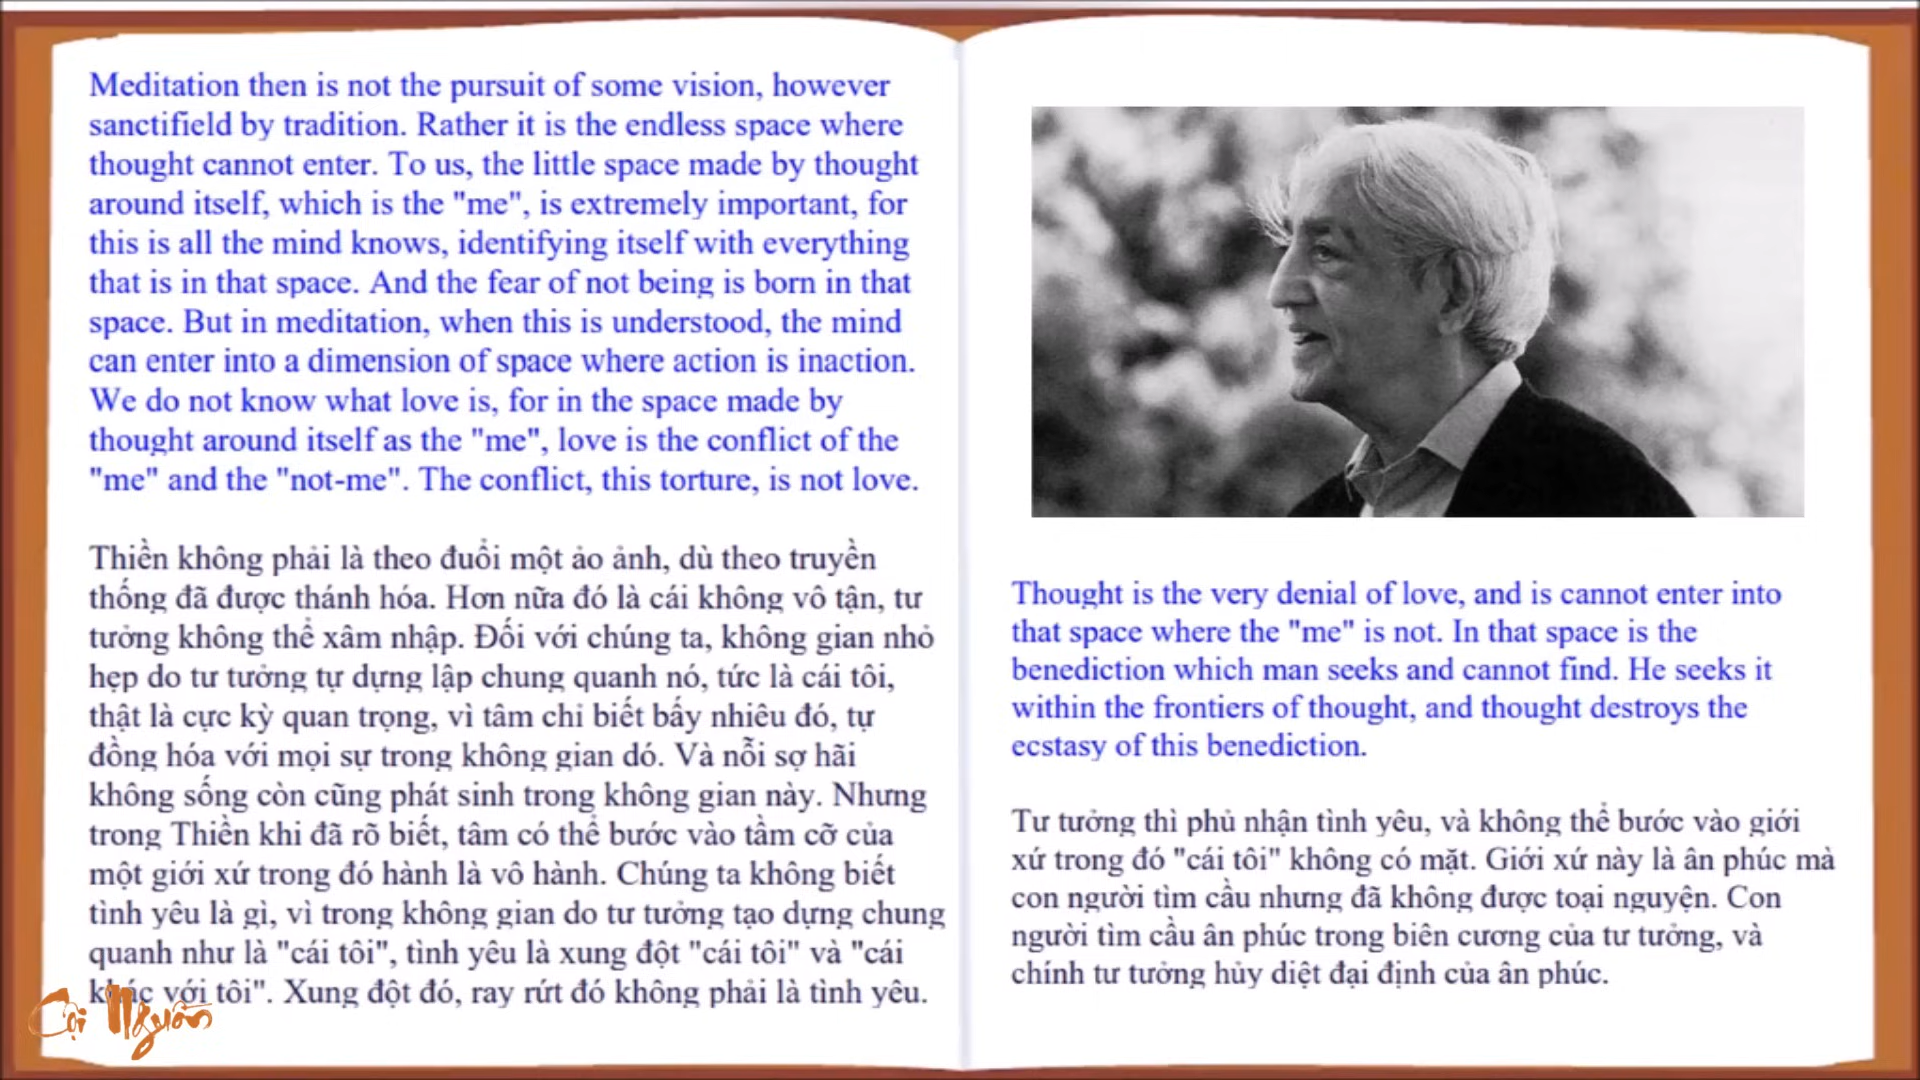 Meditation then is not the pursuit of some vision, however
sanctifield by tradition. Rather it is the endless space where
thought cannot enter. To us, the little space made by thought
around itself, which is the "me", is extremely important, for
this is all the mind knows, identifying itself with everything
that is in that space. And the fear of not being is born in that
space. But in meditation, when this is understood, the mind
can enter into a dimension of space where action is inaction.
We do not know what love is, for in the space made by
thought around itself as the "me", love is the conflict of the
"me" and the "not-me". The conflict, this torture, is not love.
Thiền không phải là theo đuổi một ảo ảnh, dù theo truyền
thống đã được thánh hóa. Hơn nữa đó là cái không vô tận, tư
tưởng không thể xâm nhập. Đối với chúng ta, không gian nhỏ
hẹp do tư tưởng tự dựng lập chung quanh nó, tức là cái tôi,
thật là cực kỳ quan trọng, vì tâm chỉ biết bấy nhiêu đó, tự
đồng hóa với mọi sự trong không gian dó. Và nỗi sợ hãi
không sống còn cũng phát sinh trong không gian này. Nhưng
trong Thiền khi đã rõ biết, tâm có thể bước vào tầm cỡ của
một giới xứ trong đó hành là vô hành. Chúng ta không biết
tình yêu là gì, vì trong không gian do tư tưởng tạo dựng chung
quanh như là "cái tôi", tình yêu là xung đột "cái tôi" và "cái
khác với tôi". Xung đột đó, ray rứt đó không phải là tình yêu.
Cội Nguồn
Thought is the very denial of love, and is cannot enter into
that space where the "me" is not. In that space is the
benediction which man seeks and cannot find. He seeks it
within the frontiers of thought, and thought destroys the
ecstasy of this benediction.
Tư tưởng thì phủ nhận tình yêu, và không thể bước vào giới
xứ trong đó "cái tôi" không có mặt. Giới xứ này là ân phúc mà
con người tìm cầu nhưng đã không được toại nguyện. Con
người tìm cầu ân phúc trong biên cương của tư tưởng, và
chính tư tưởng hủy diệt đại định của ân phúc.